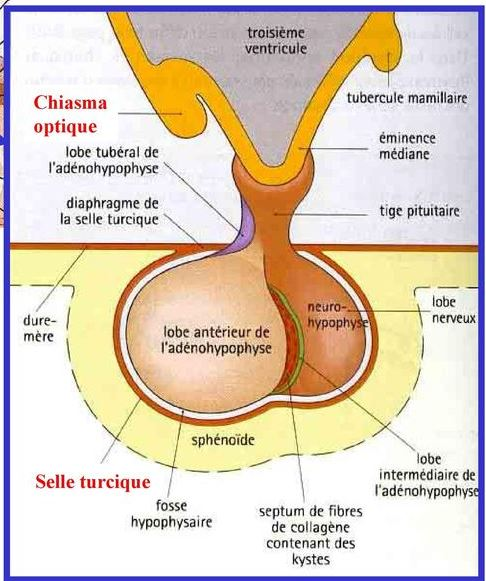 troisième
ventricule
Chiasma
optique
tubercule mamillaire
lobe tubéral de
l'adénohypophyse
éminence
médiane
diaphragme de
la selle turcique
tige pituitaire
dure-
mère
lobe antérieur de
l'adénohypophyse
neuro-
hypophyse
lobe
nerveux
sphénoïde
Selle turcique
fosse
hypophysaire
septum de fibres
de collagène
contenant des
kystes
lobe
intermédiaire de
l'adénohypophyse